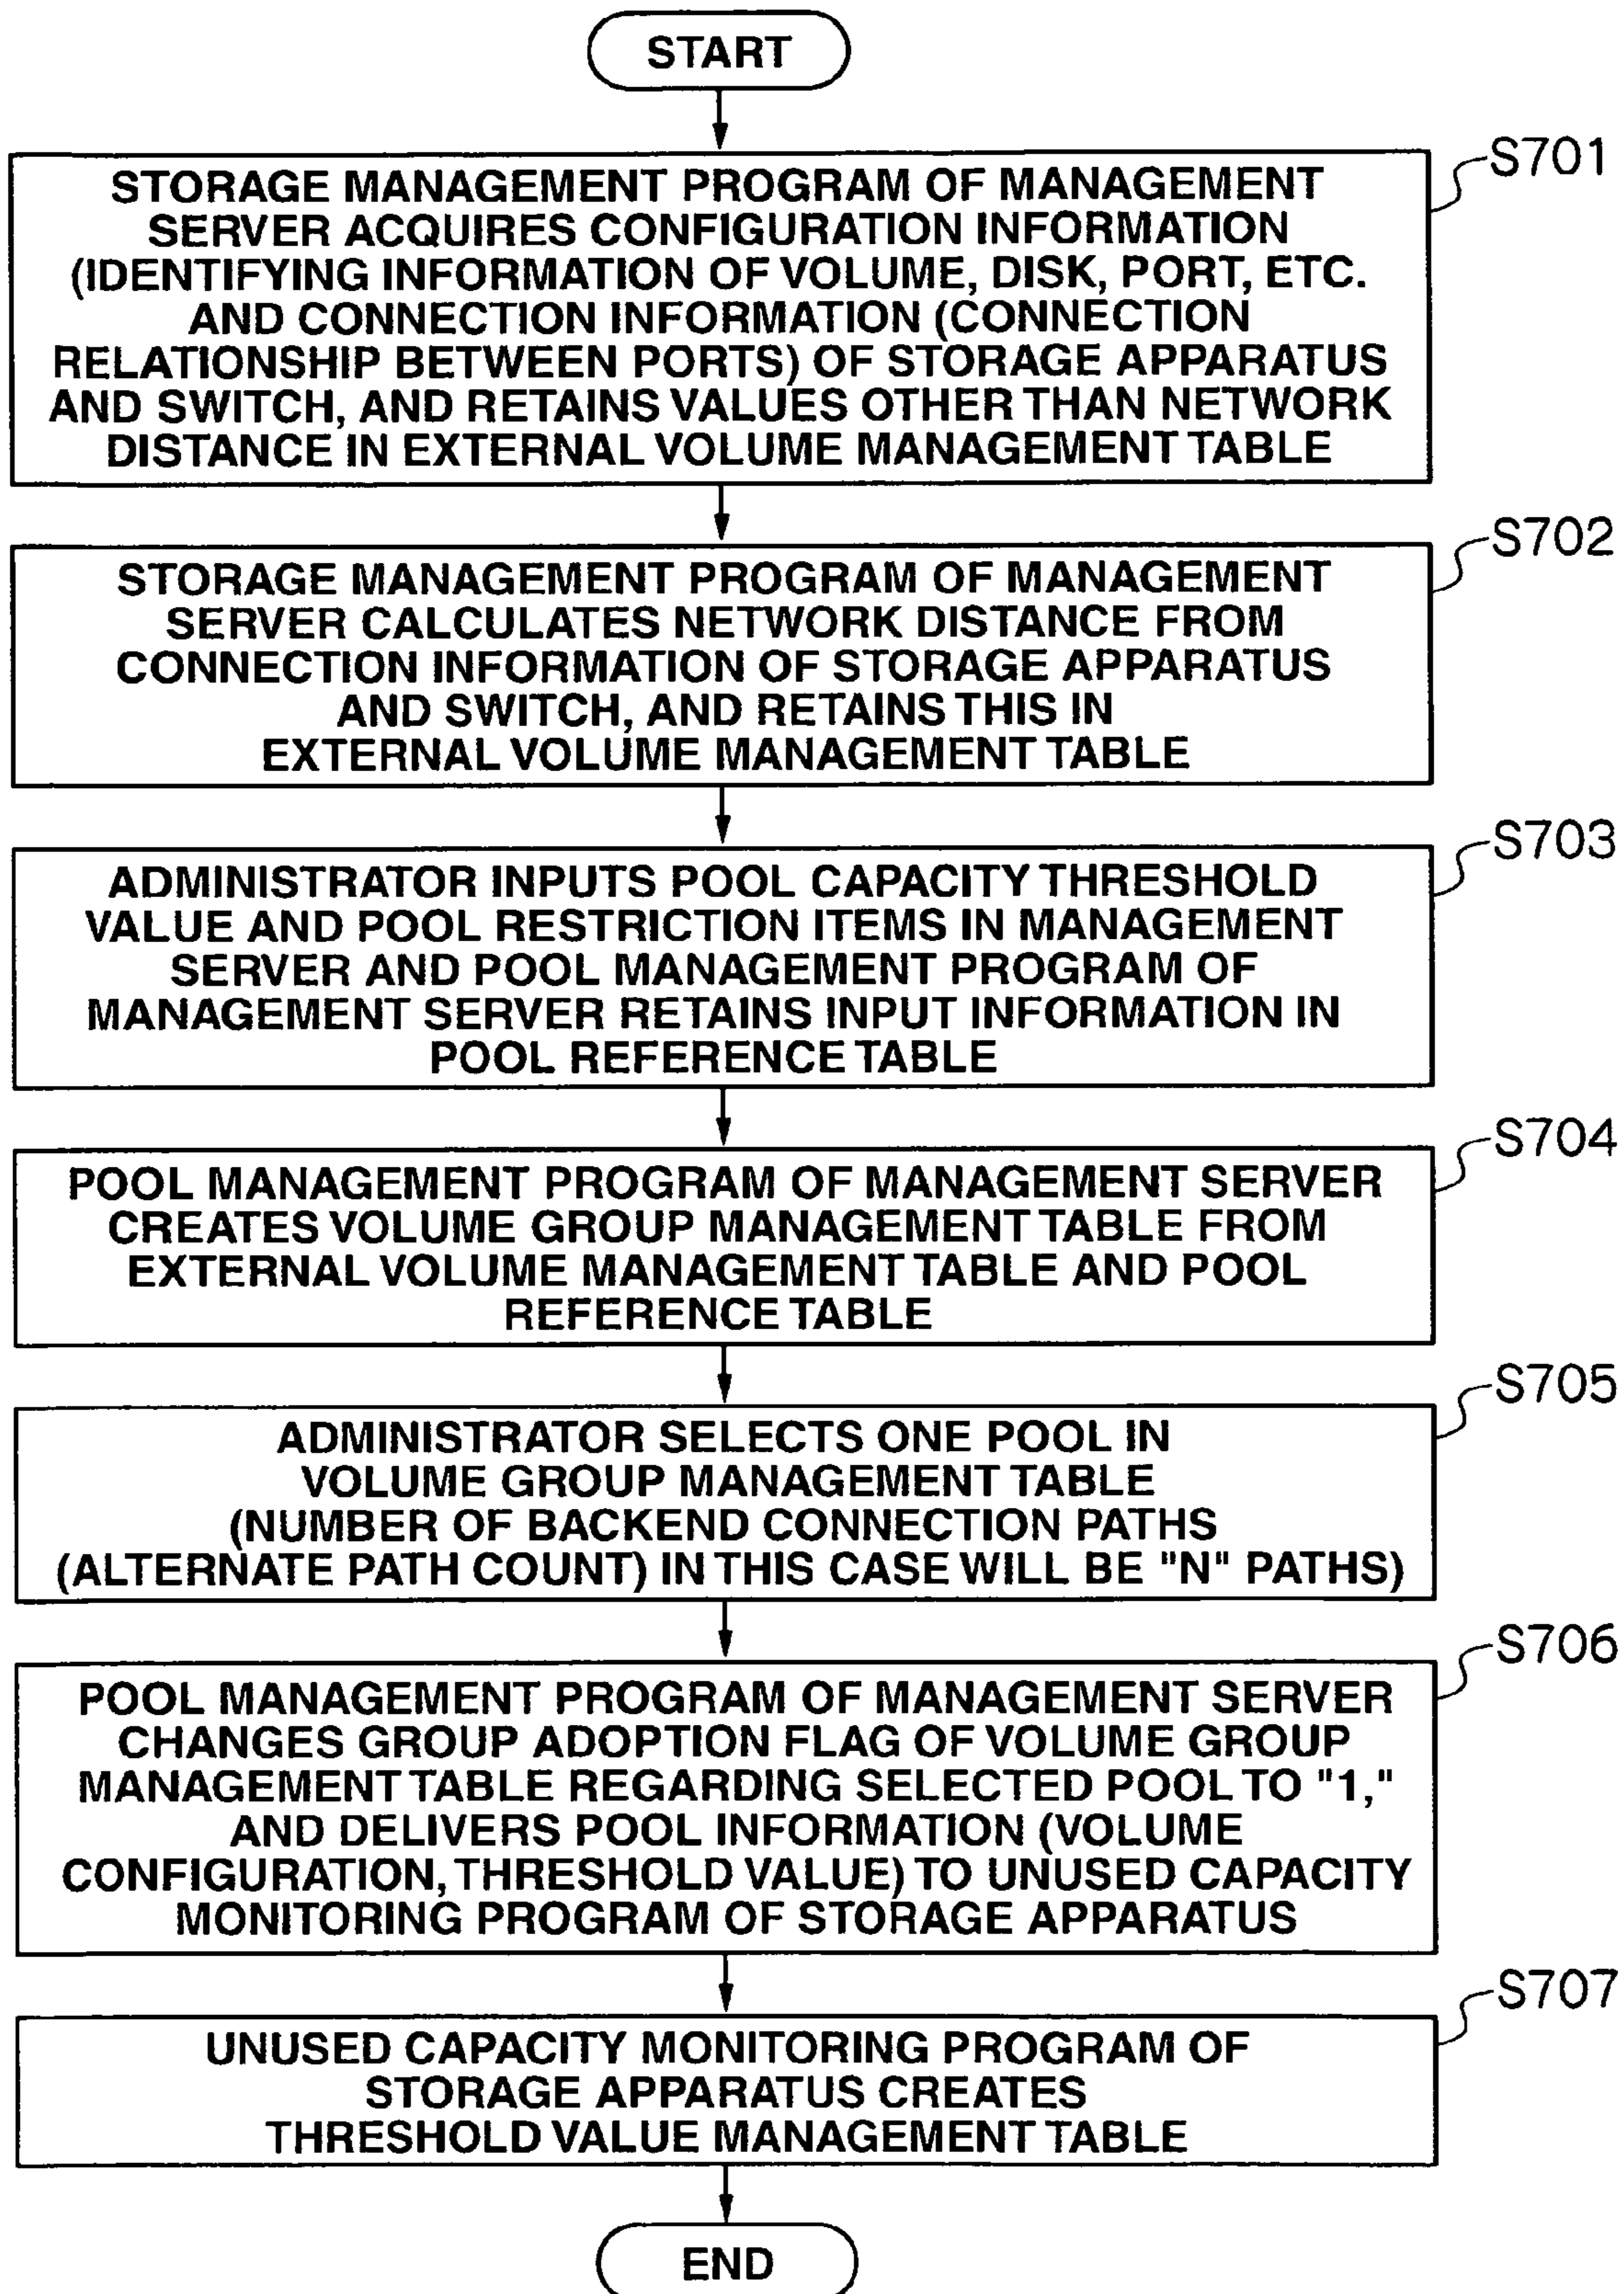 START
S701
STORAGE MANAGEMENT PROGRAM OF MANAGEMENT
SERVER ACQUIRES CONFIGURATION INFORMATION
(IDENTIFYING INFORMATION OF VOLUME, DISK, PORT, ETC.
AND CONNECTION INFORMATION (CONNECTION
RELATIONSHIP BETWEEN PORTS) OF STORAGE APPARATUS
AND SWITCH, AND RETAINS VALUES OTHER THAN NETWORK
DISTANCE IN EXTERNAL VOLUME MANAGEMENT TABLE
S702
STORAGE MANAGEMENT PROGRAM OF MANAGEMENT
SERVER CALCULATES NETWORK DISTANCE FROM
CONNECTION INFORMATION OF STORAGE APPARATUS
AND SWITCH, AND RETAINS THIS IN
EXTERNAL VOLUME MANAGEMENT TABLE
S703
ADMINISTRATOR INPUTS POOL CAPACITY THRESHOLD
VALUE AND POOL RESTRICTION ITEMS IN MANAGEMENT
SERVER AND POOL MANAGEMENT PROGRAM OF
MANAGEMENT SERVER RETAINS INPUT INFORMATION IN
POOL REFERENCE TABLE
S704
POOL MANAGEMENT PROGRAM OF MANAGEMENT SERVER
CREATES VOLUME GROUP MANAGEMENT TABLE FROM
EXTERNAL VOLUME MANAGEMENT TABLE AND POOL
REFERENCE TABLE
S705
ADMINISTRATOR SELECTS ONE POOL IN
VOLUME GROUP MANAGEMENT TABLE
(NUMBER OF BACKEND CONNECTION PATHS
(ALTERNATE PATH COUNT) IN THIS CASE WILL BE "N" PATHS)
S706
POOL MANAGEMENT PROGRAM OF MANAGEMENT SERVER
CHANGES GROUP ADOPTION FLAG OF VOLUME GROUP
MANAGEMENT TABLE REGARDING SELECTED POOL TO "1,"
AND DELIVERS POOL INFORMATION (VOLUME
CONFIGURATION, THRESHOLD VALUE) TO UNUSED CAPACITY
MONITORING PROGRAM OF STORAGE APPARATUS
S707
UNUSED CAPACITY MONITORING PROGRAM OF
STORAGE APPARATUS CREATES
THRESHOLD VALUE MANAGEMENT TABLE
END